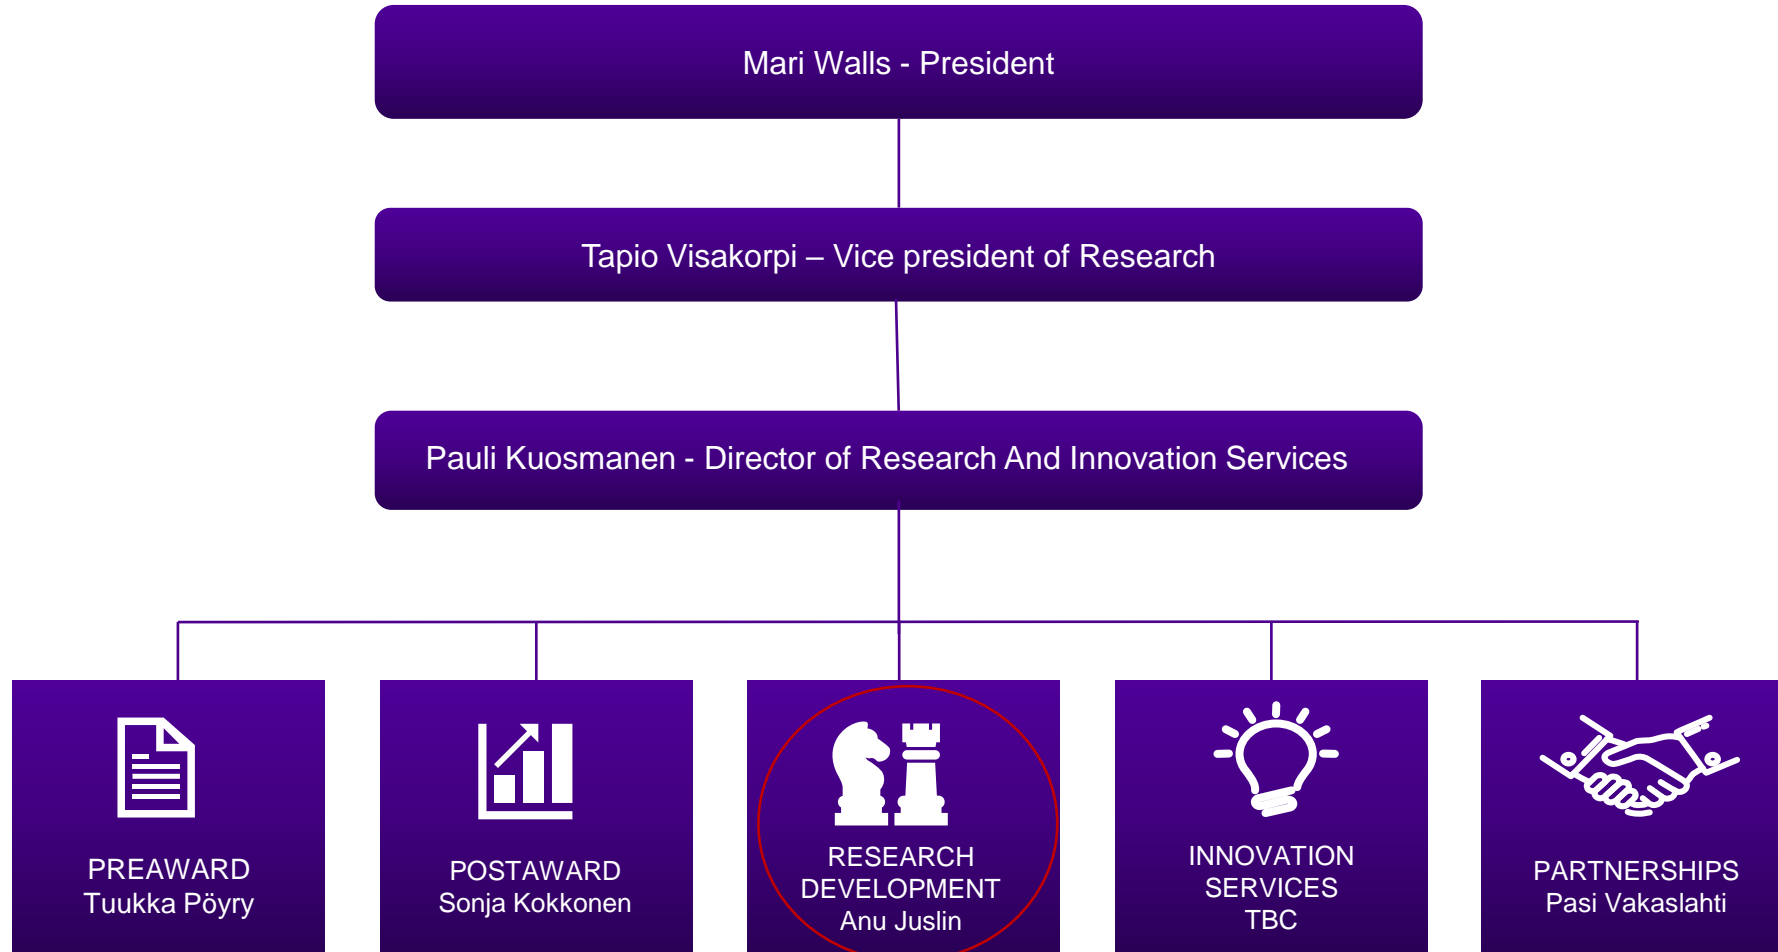 Mari Walls - President
Tapio Visakorpi – Vice president of Research
Pauli Kuosmanen - Director of Research And Innovation Services
PREAWARD
Tuukka Pöyry
POSTAWARD
Sonja Kokkonen
RESEARCH
DEVELOPMENT
Anu Juslin
INNOVATION
SERVICES
TBC
PARTNERSHIPS
Pasi Vakaslahti